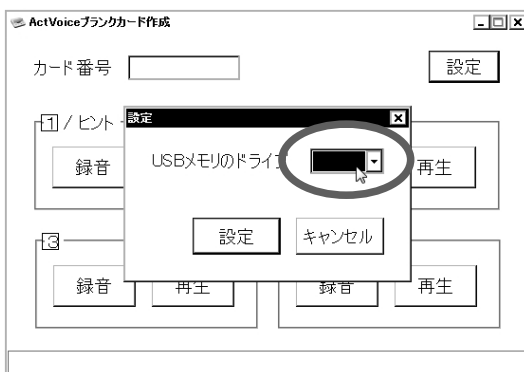 ActVoiceブランクカード作成
カード番号
設定
1 / ヒント
設定
録音
USBメモリのドライブ
再生
設定
キャンセル
3
録音
再生
録音
再生